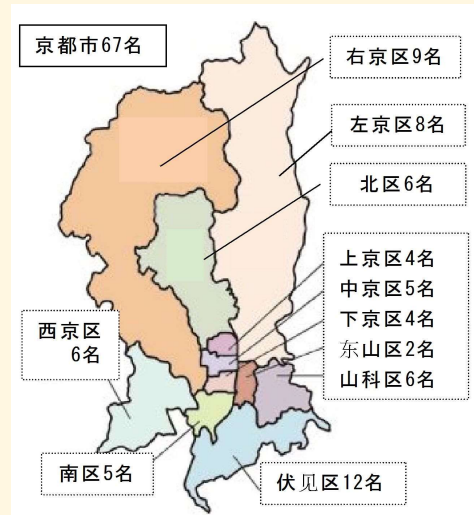 京都市67名
右京区9名
左京区8名
北区6名
上京区4名
中京区5名
下京区4名
东山区2名
山科区6名
西京区
6名
南区5名
伏见区12名